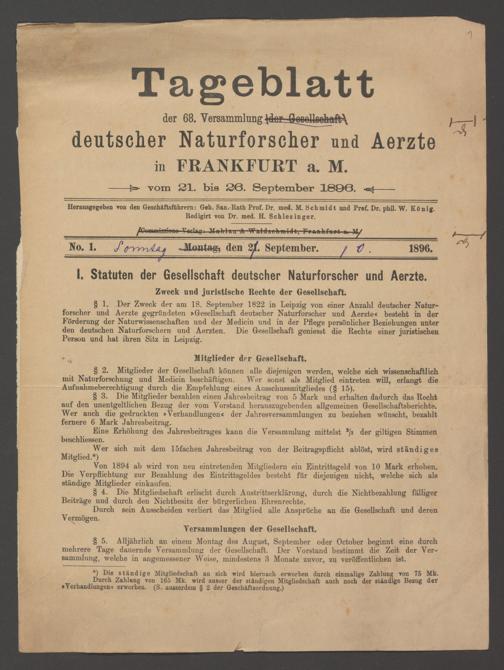 Tageblatt
der 68. Versammlung der Gesellschaft
deutscher Naturforscher und Aerzte
in FRANKFURT a. M.
vom 21. bis 26. September 1896.
Herausgegeben von den Geschäftsführern: Geh. San.-Rath Prof. Dr. med. M. Schmidt und Prof. Dr. phil. W. König.
Redigirt von Dr. med. H. Schlesinger.
Commissions-Verlag: Mahlau & Waldschmidt, Frankfurt a. M.
No. 1. Sonntag Montag, den September. 1896.
I. Statuten der Gesellschaft deutscher Naturforscher und Aerzte.
Zweck und juristische Rechte der Gesellschaft.
§ 1. Der Zweck der am 18. September 1822 in Leipzig von einer Anzahl deutscher Natur-
forscher und Aerzte gegründeten »Gesellschaft deutscher Naturforscher und Aerzte« besteht in der
Förderung der Naturwissenschaften und der Medicin und in der Pflege persönlicher Beziehungen unter
den deutschen Naturforschern und Aerzten. Die Gesellschaft geniesst die Rechte einer juristischen
Person und hat ihren Sitz in Leipzig.
Mitglieder der Gesellschaft.
§ 2. Mitglieder der Gesellschaft können alle diejenigen werden, welche sich wissenschaftlich
mit Naturforschung und Medicin beschäftigen. Wer sonst als Mitglied eintreten will, erlangt die
Aufnahmeberechtigung durch die Empfehlung eines Ausschussmitgliedes (§ 15).
§ 3. Die Mitglieder bezahlen einen Jahresbeitrag von 5 Mark und erhalten dadurch das Recht
auf den unentgeltlichen Bezug der vom Vorstand herauszugebenden allgemeinen Gesellschaftsberichte.
Wer auch die gedruckten »Verhandlungen« der Jahresversammlungen zu beziehen wünscht, bezahlt
fernere 6 Mark Jahresbeitrag.
Eine Erhöhung des Jahresbeitrages kann die Versammlung mittelst ²/₃ der giltigen Stimmen
beschliessen.
Wer sich mit dem 15fachen Jahresbeitrag von der Beitragspflicht ablöst, wird ständiges
Mitglied.*)
Von 1894 ab wird von neu eintretenden Mitgliedern ein Eintrittsgeld von 10 Mark erhoben.
Die Verpflichtung zur Bezahlung des Eintrittsgeldes besteht für diejenigen nicht, welche sich als
ständige Mitglieder einkaufen.
§ 4. Die Mitgliedschaft erlischt durch Austrittserklärung, durch die Nichtbezahlung fälliger
Beiträge und durch den Nichtbesitz der bürgerlichen Ehrenrechte.
Durch sein Ausscheiden verliert das Mitglied alle Ansprüche an die Gesellschaft und deren
Vermögen.
Versammlungen der Gesellschaft.
§ 5. Alljährlich an einem Montag des August, September oder October beginnt eine durch
mehrere Tage dauernde Versammlung der Gesellschaft. Der Vorstand bestimmt die Zeit der Ver-
sammlung, welche in angemessener Weise, mindestens 3 Monate zuvor, zu veröffentlichen ist.
*) Die ständige Mitgliedschaft an sich wird hiernach erworben durch einmalige Zahlung von 75 Mk.
Durch Zahlung von 165 Mk. wird ausser der ständigen Mitgliedschaft auch noch der ständige Bezug der
»Verhandlungen« erworben. (S. ausserdem § 2 der Geschäftsordnung.)